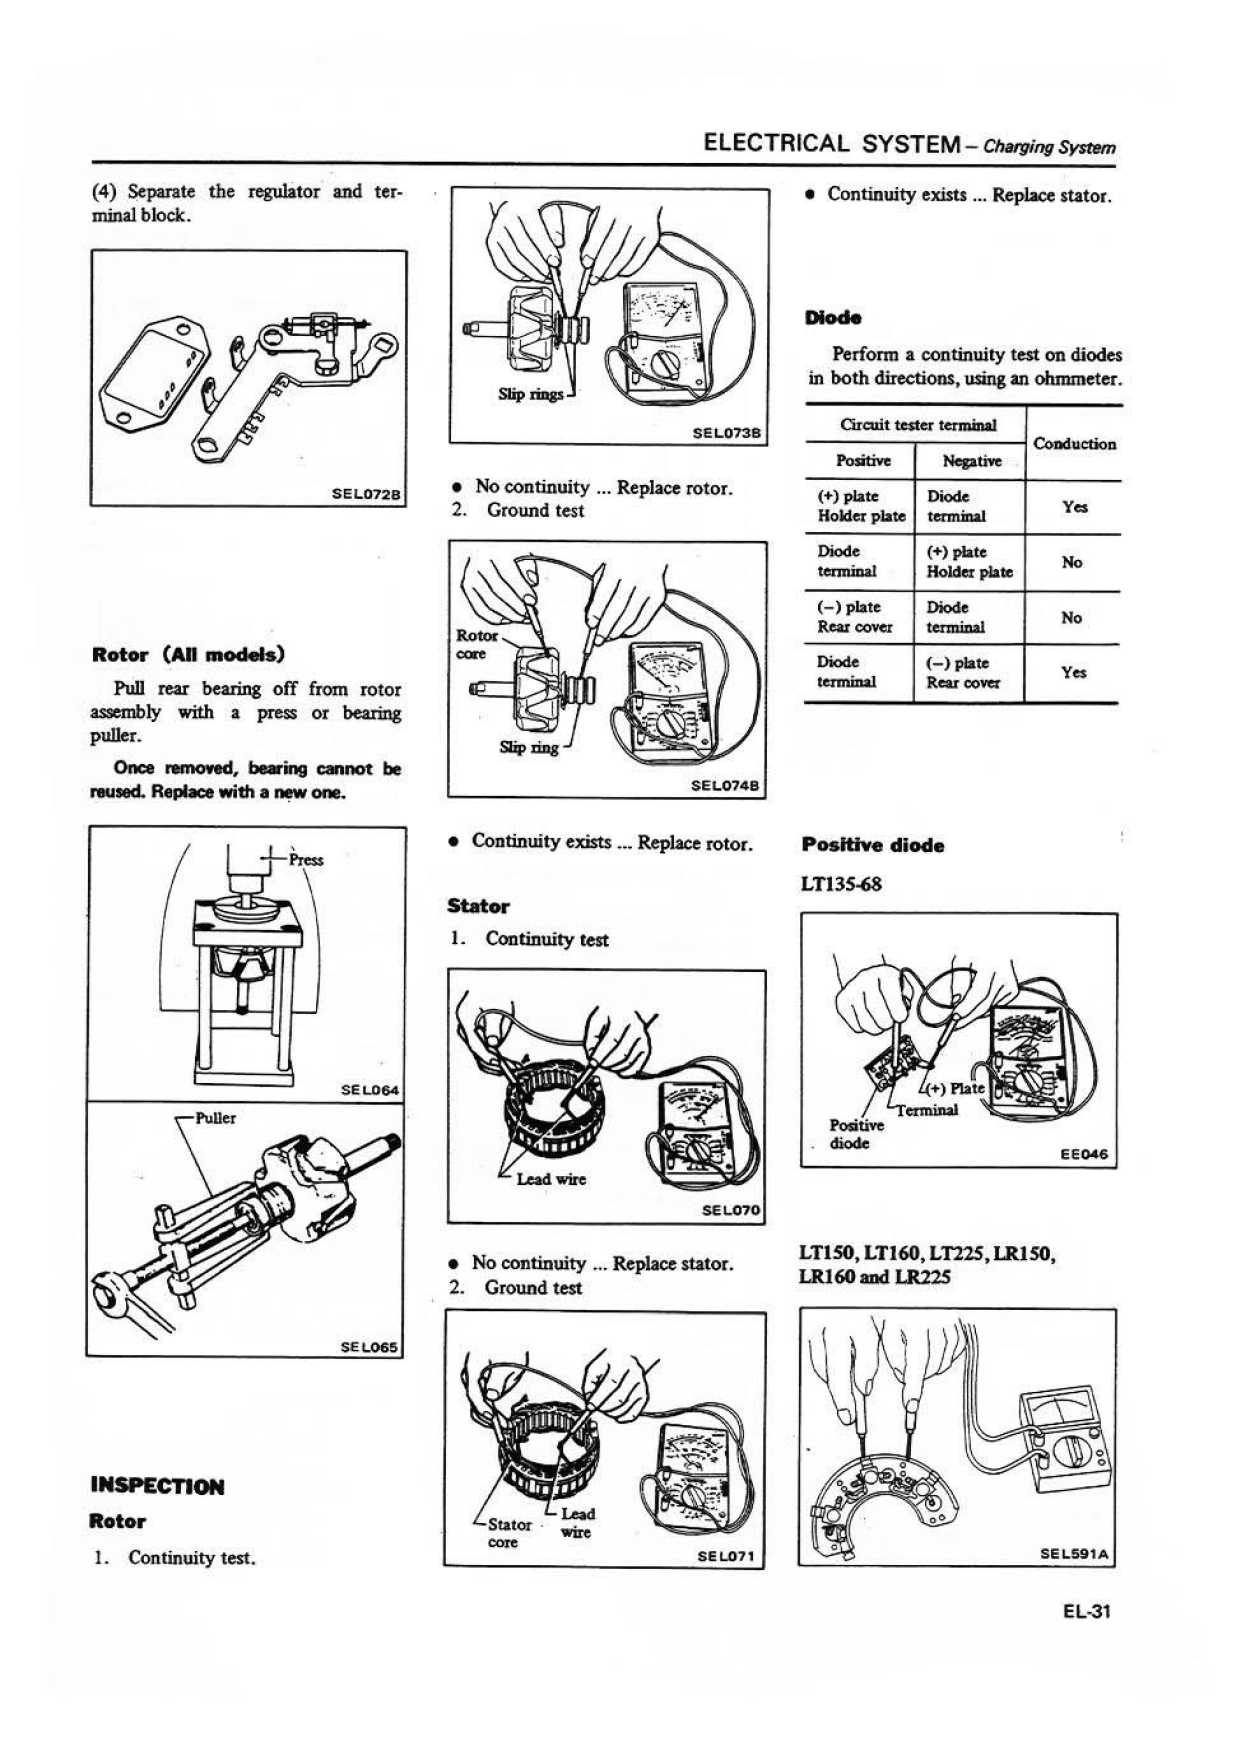 ELECTRICAL SYSTEM – Charging System
(4) Separate the regulator and ter-
minal block.
SEL072B
Rotor (All models)
Pull rear bearing off from rotor
assembly with a press or bearing
puller.
Once removed, bearing cannot be
reused. Replace with a new one.
Press
SEL064
Puller
SEL065
INSPECTION
Rotor
1. Continuity test.
Slip rings
SEL073B
• No continuity ... Replace rotor.
2. Ground test
Rotor
core
Slip ring
SEL074B
• Continuity exists ... Replace rotor.
Stator
1. Continuity test
Lead wire
SEL070
• No continuity ... Replace stator.
2. Ground test
Stator
core
Lead
wire
SEL071
• Continuity exists ... Replace stator.
Diode
Perform a continuity test on diodes
in both directions, using an ohmmeter.
Circuit tester terminal
Conduction
Positive Negative
(+) plate
Holder plate
Diode
terminal
Yes
Diode
terminal
(+) plate
Holder plate
No
(−) plate
Rear cover
Diode
terminal
No
Diode
terminal
(−) plate
Rear cover
Yes
Positive diode
LT135-68
(+) Plate
Terminal
Positive
diode
EE046
LT150, LT160, LT225, LR150,
LR160 and LR225
SEL591A
EL-31